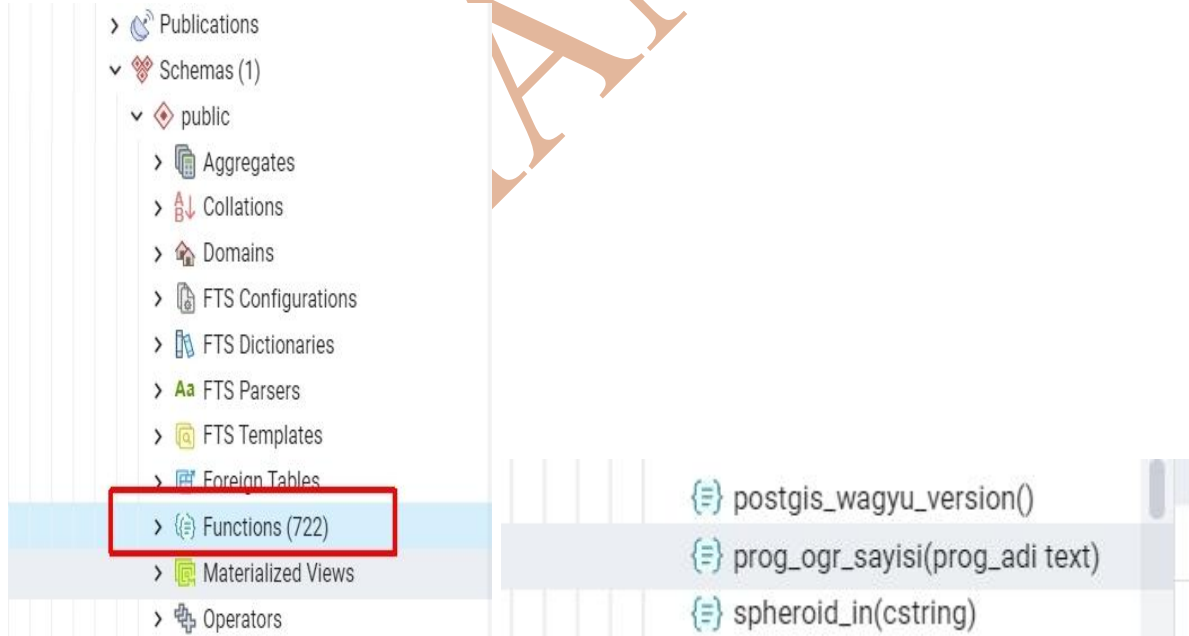 Publications
Schemas (1)
public
Aggregates
Collations
Domains
FTS Configurations
FTS Dictionaries
Aa FTS Parsers
FTS Templates
Foreign Tables
Functions (722)
Materialized Views
Operators
postgis_wagyu_version()
prog_ogr_sayisi(prog_adi text)
spheroid_in(cstring)